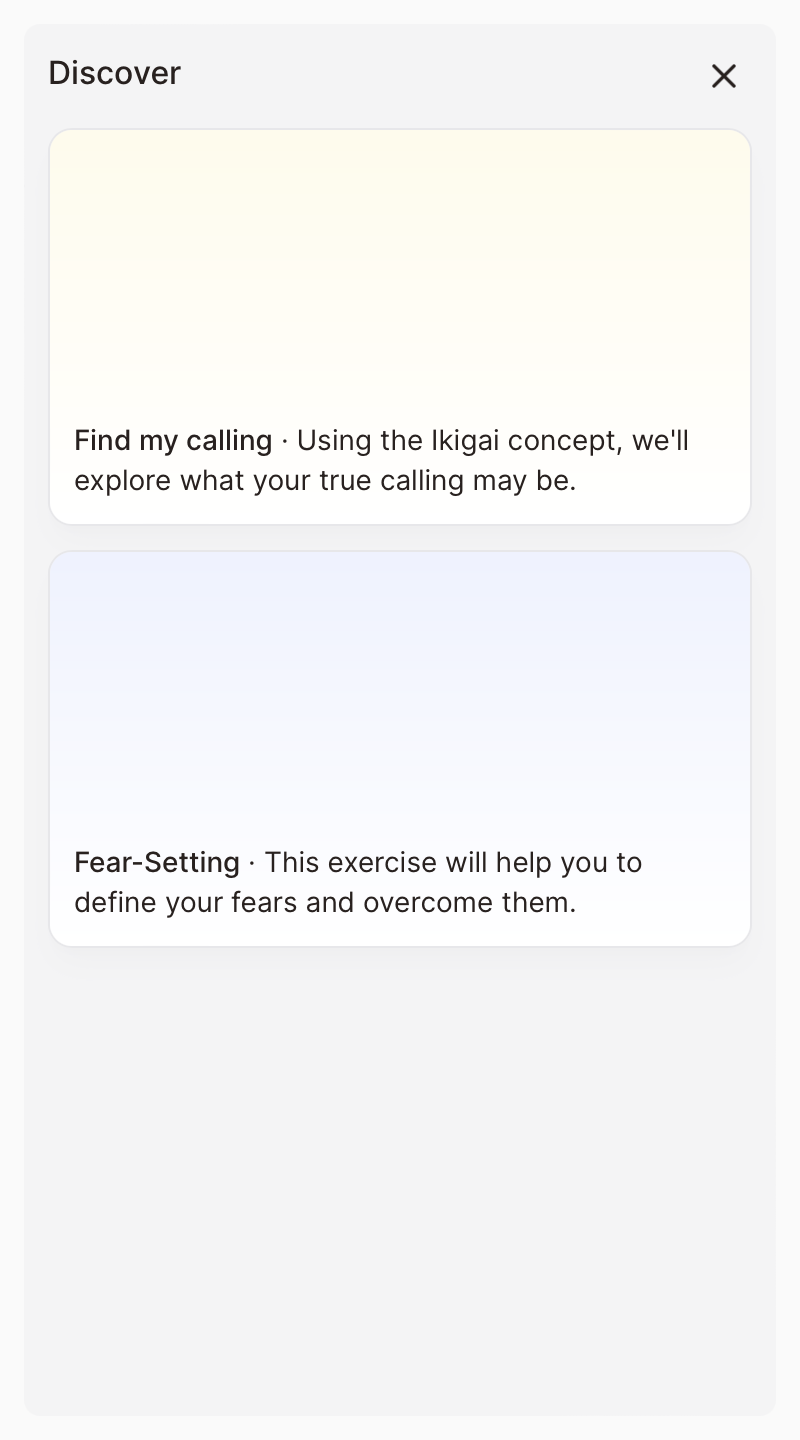 Discover
Find my calling · Using the Ikigai concept, we'll
explore what your true calling may be.
Fear-Setting · This exercise will help you to
define your fears and overcome them.